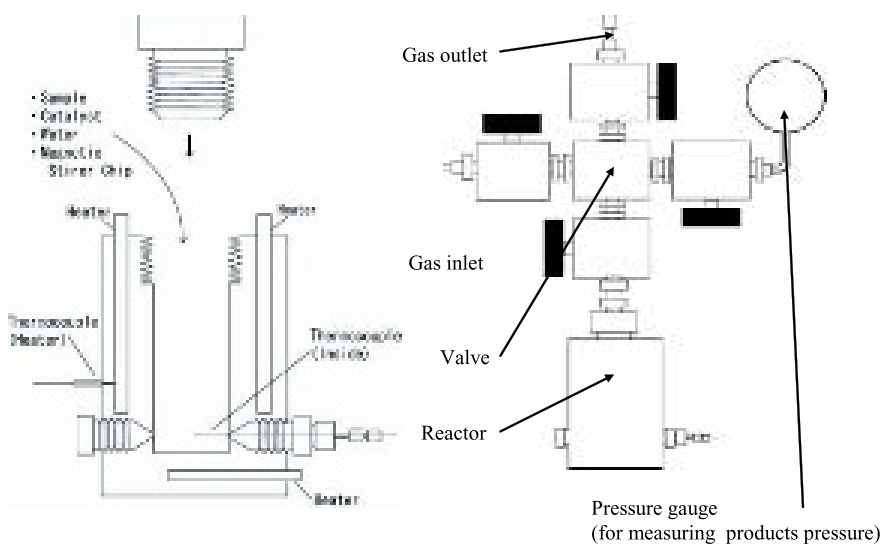 ・Sample
・Catalyst
・Water
・Magnetic
Stirer Chip
Heater
Heater
Thermocouple
(Heater)
Thermocouple
(Inside)
Heater
Gas outlet
Gas inlet
Valve
Reactor
Pressure gauge
(for measuring products pressure)